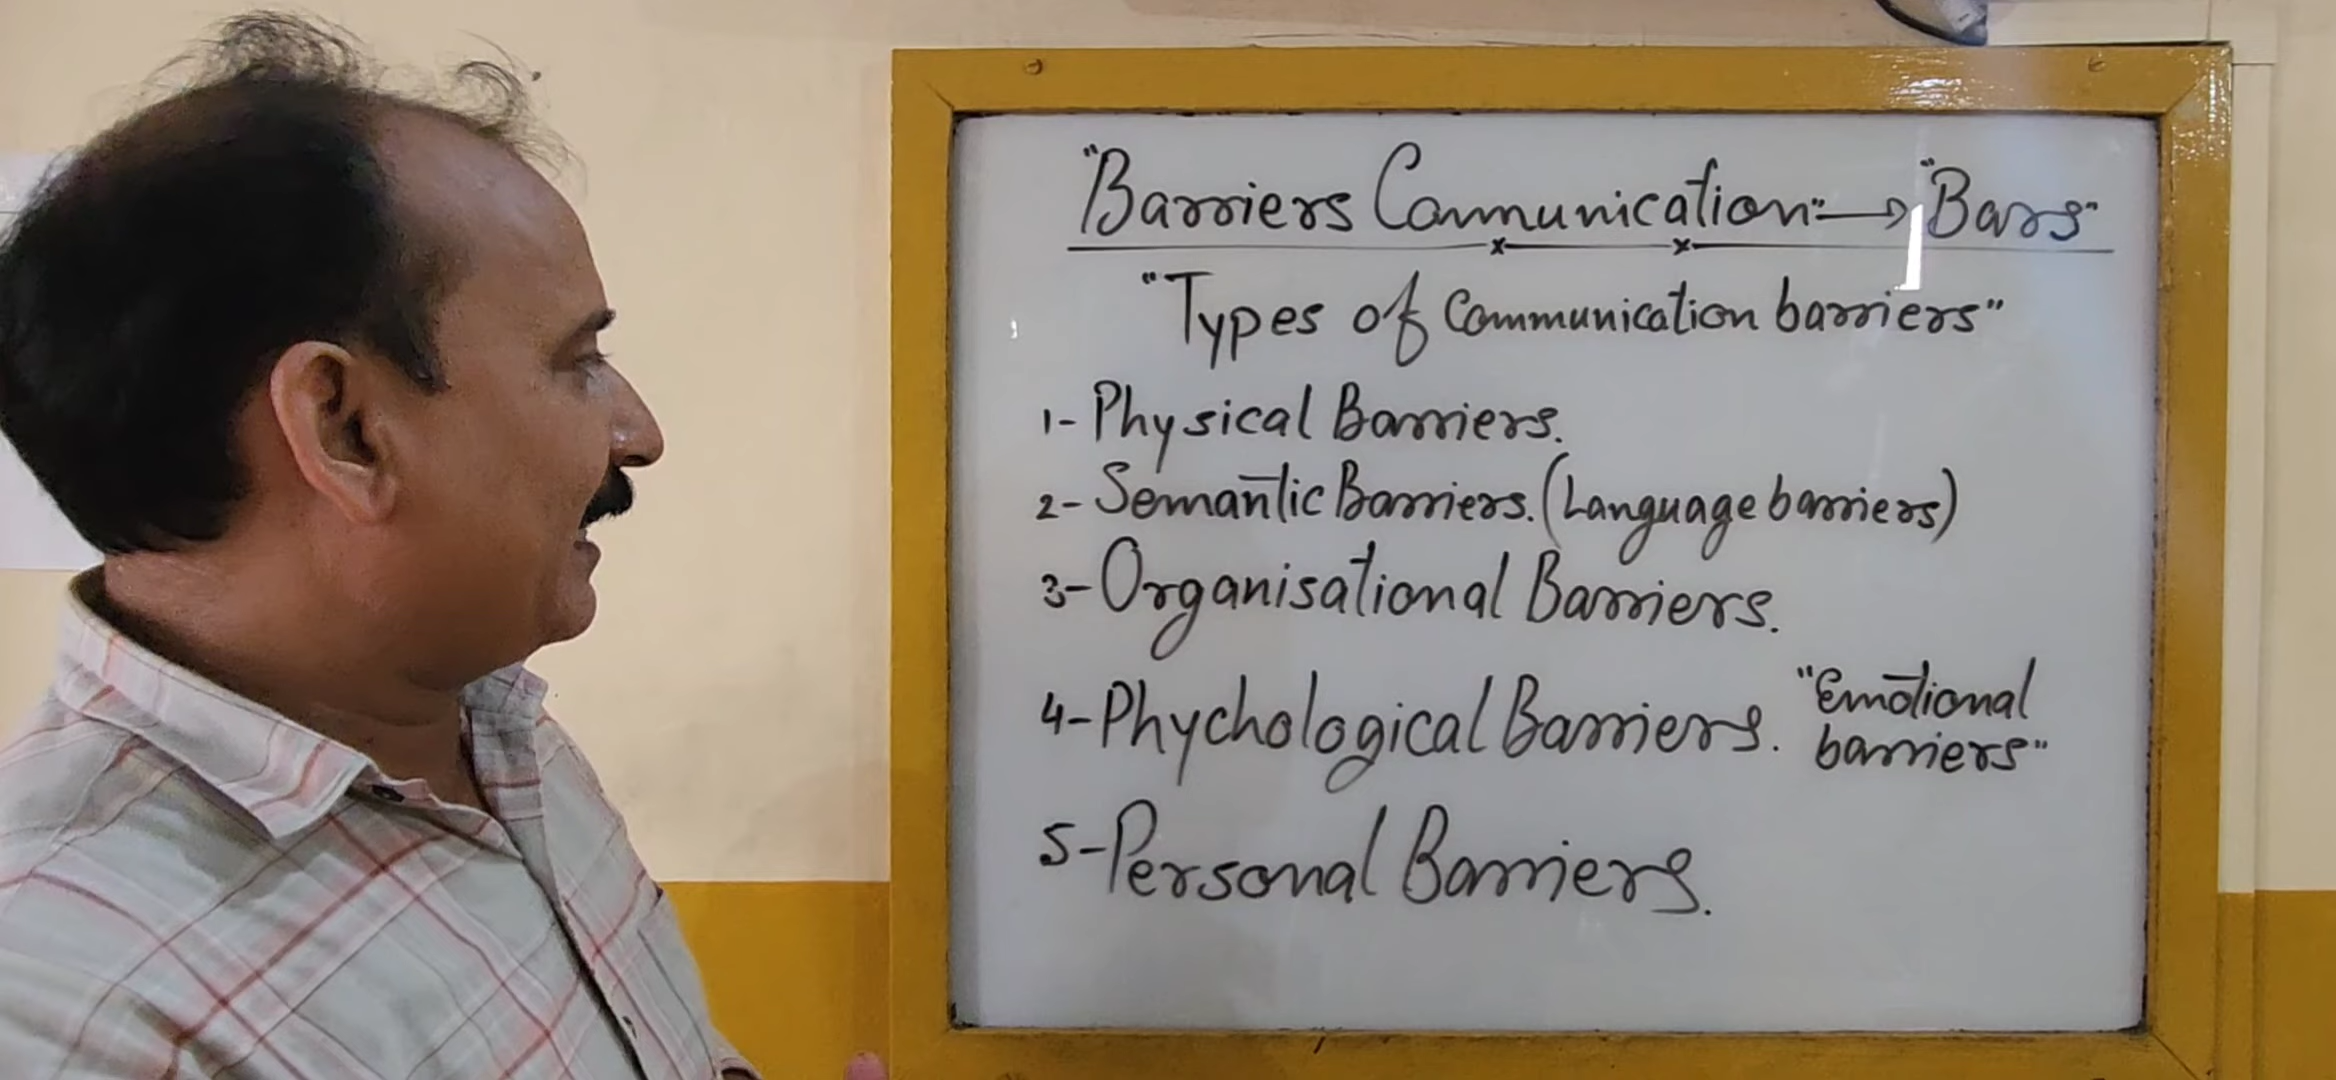 "Barriers Communication" → "Bars"
"Types of Communication barriers"
1- Physical Barriers.
2- Semantic Barriers. (Language barriers)
3- Organisational Barriers.
4- Phychological Barriers. "Emotional
barriers"
5- Personal Barriers.